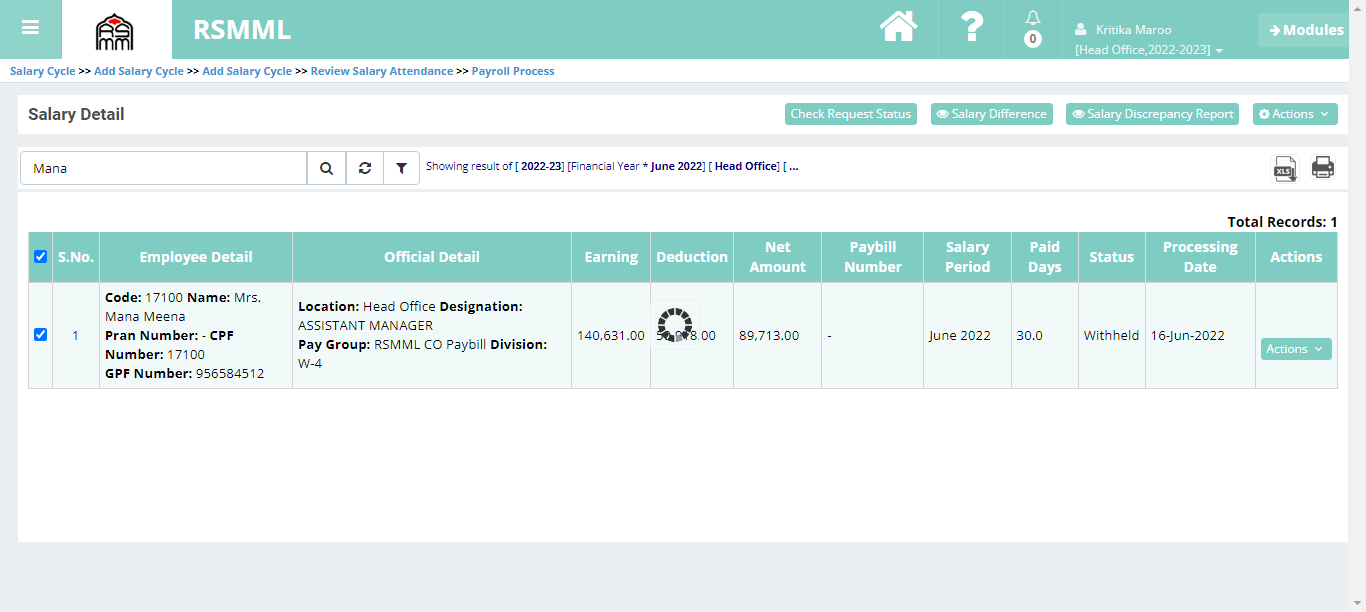 RSMM
RSMML
0
Kritika Maroo
[Head Office,2022-2023]
Modules
Salary Cycle >> Add Salary Cycle >> Add Salary Cycle >> Review Salary Attendance >> Payroll Process
Salary Detail
Check Request Status
Salary Difference
Salary Discrepancy Report
Actions
Mana
Showing result of [ 2022-23] [Financial Year * June 2022] [ Head Office] [ ...
XLS
Total Records: 1
S.No.
Employee Detail
Official Detail
Earning
Deduction
Net
Amount
Paybill
Number
Salary
Period
Paid
Days
Status
Processing
Date
Actions
1
Code: 17100 Name: Mrs.
Mana Meena
Pran Number: - CPF
Number: 17100
GPF Number: 956584512
Location: Head Office Designation:
ASSISTANT MANAGER
Pay Group: RSMML CO Paybill Division:
W-4
140,631.00
89,713.00
-
June 2022
30.0
Withheld
16-Jun-2022
Actions